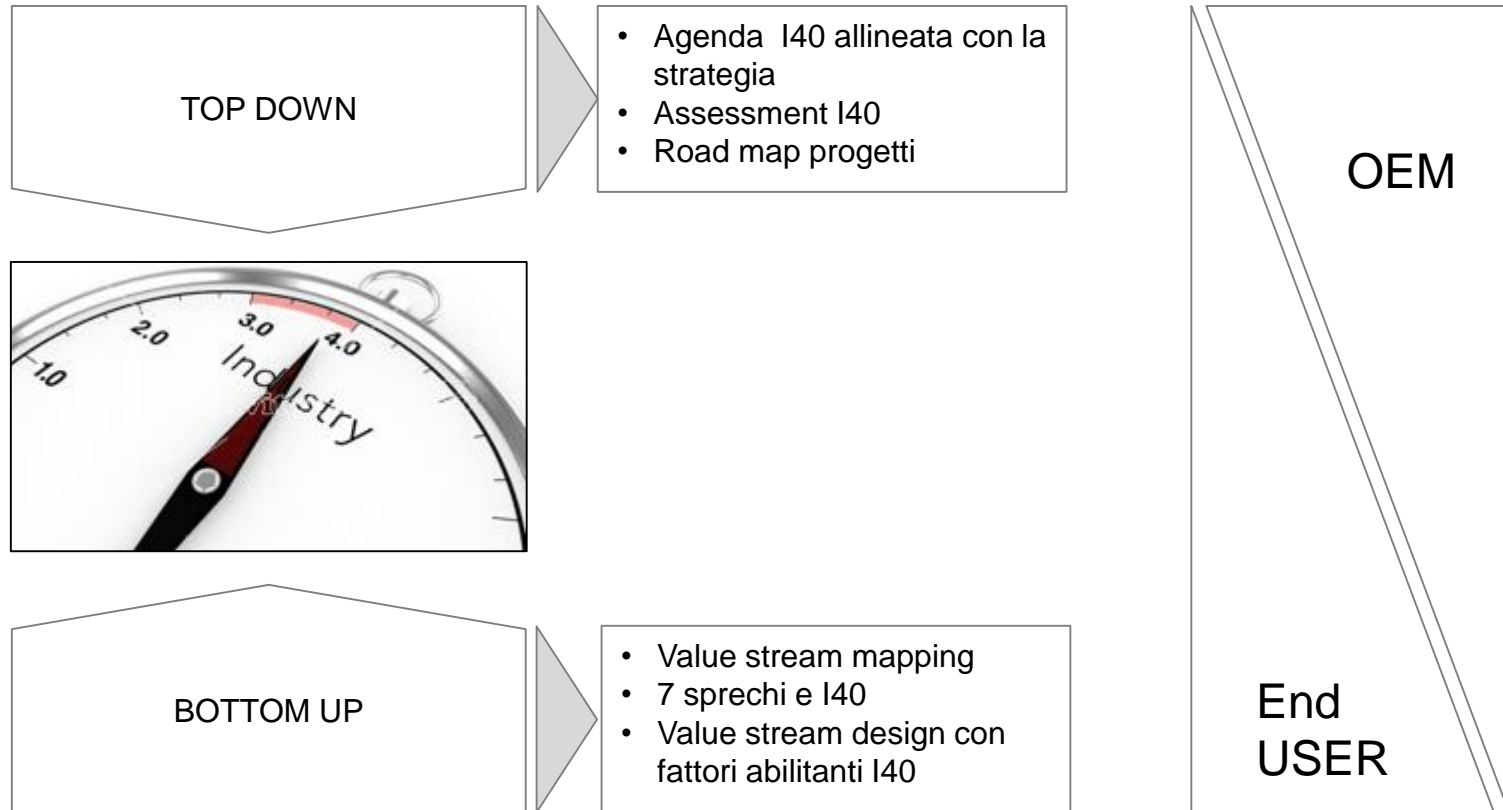 TOP DOWN
• Agenda I40 allineata con la
strategia
• Assessment I40
• Road map progetti
OEM
1.0
2.0
3.0
4.0
Industry
BOTTOM UP
• Value stream mapping
• 7 sprechi e I40
• Value stream design con
fattori abilitanti I40
End
USER